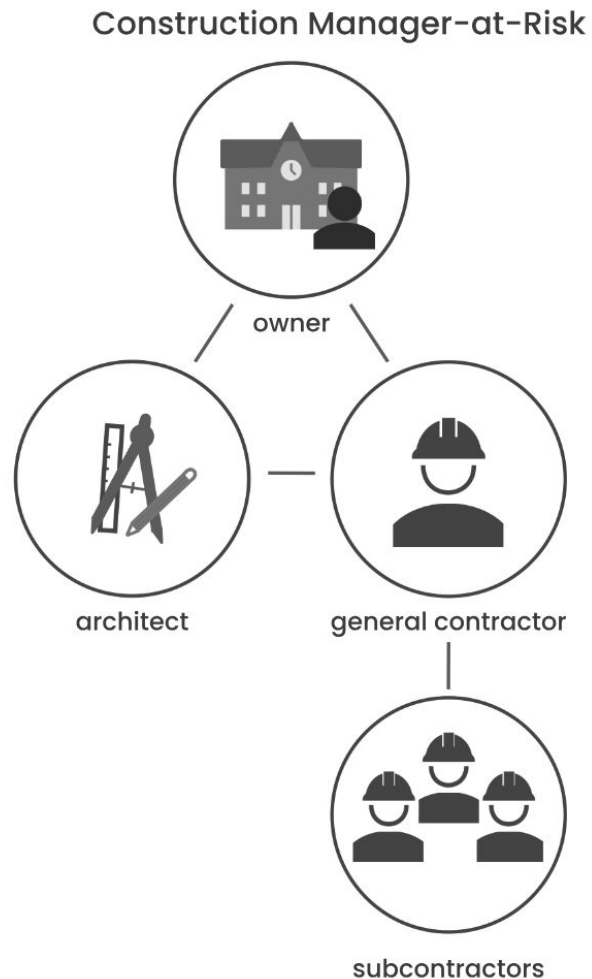 Construction Manager-at-Risk
owner
architect
general contractor
subcontractors